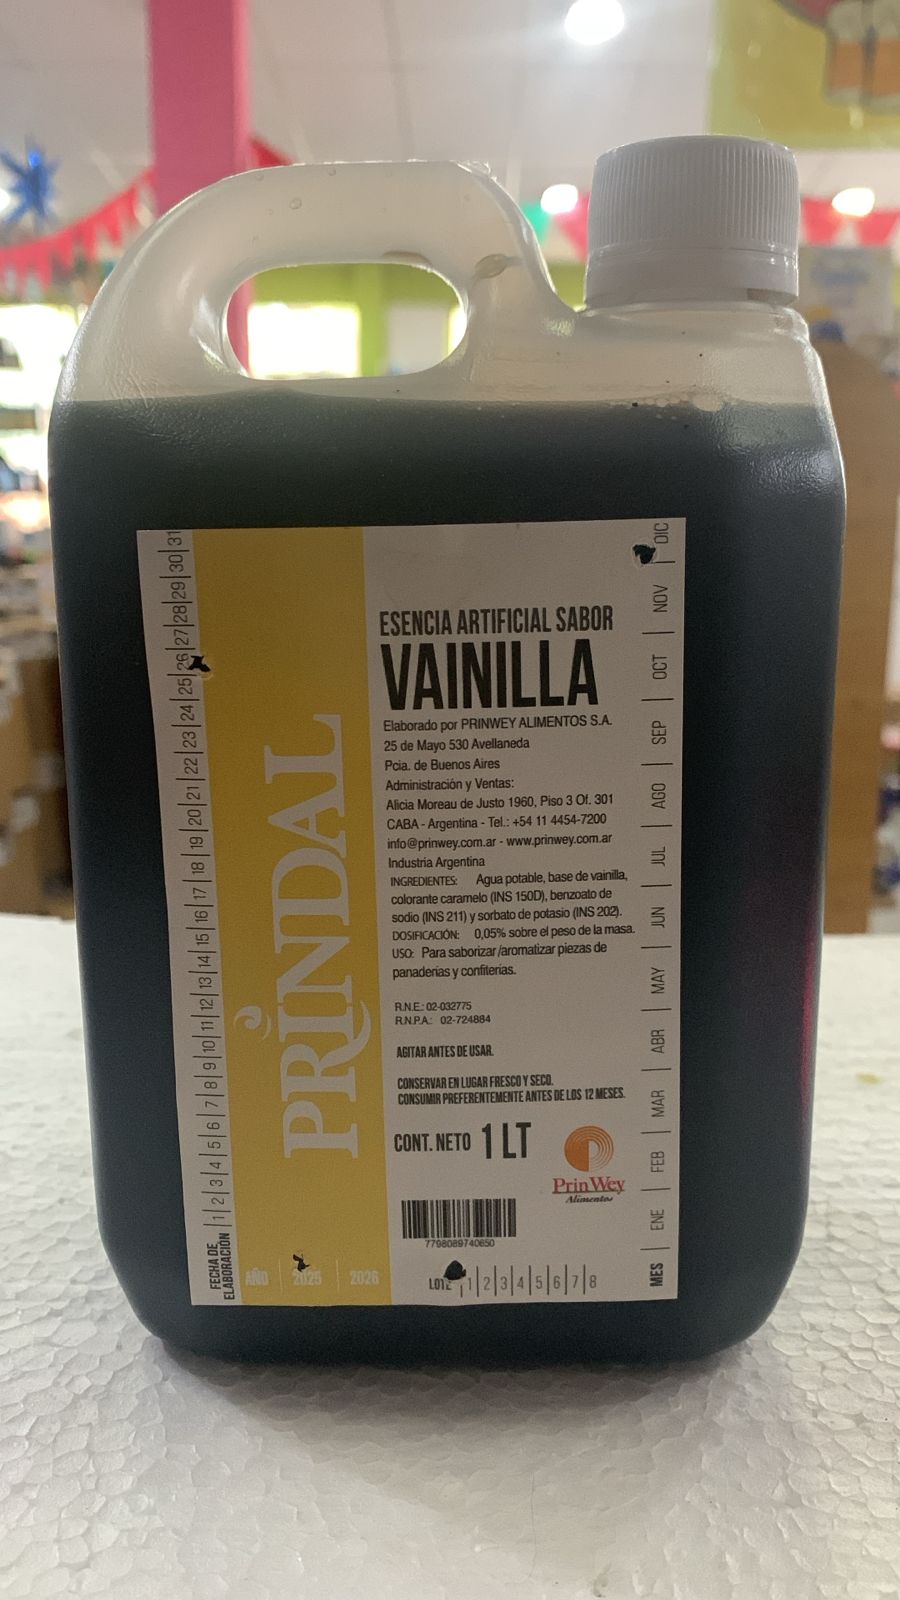 ESENCIA ARTIFICIAL SABOR
VAINILLA
Elaborado por PRINWEY ALIMENTOS S.A.
25 de Mayo 530 Avellaneda
Pcia. de Buenos Aires
Administración y Ventas:
Alicia Moreau de Justo 1960, Piso 3 Of. 301
CABA - Argentina - Tel.: +54 11 4454-7200
info@prinwey.com.ar - www.prinwey.com.ar
Industria Argentina
INGREDIENTES: Agua potable, base de vainilla,
colorante caramelo (INS 150D), benzoato de
sodio (INS 211) y sorbato de potasio (INS 202).
DOSIFICACIÓN: 0,05% sobre el peso de la masa.
USO: Para saborizar /aromatizar piezas de
panaderías y confiterías.
R.N.E.: 02-032775
R.N.P.A.: 02-724884
AGITAR ANTES DE USAR.
CONSERVAR EN LUGAR FRESCO Y SECO.
CONSUMIR PREFERENTEMENTE ANTES DE LOS 12 MESES.
CONT. NETO 1 LT
PrinWey
Alimentos
7798089740650
LOTE 1 2 3 4 5 6 7 8
PRINDAL
AÑO 2025 2026
FECHA DE
ELABORACIÓN 1 2 3 4 5 6 7 8 9 10 11 12 13 14 15 16 17 18 19 20 21 22 23 24 25 26 27 28 29 30 31
MES ENE FEB MAR ABR MAY JUN JUL AGO SEP OCT NOV DIC